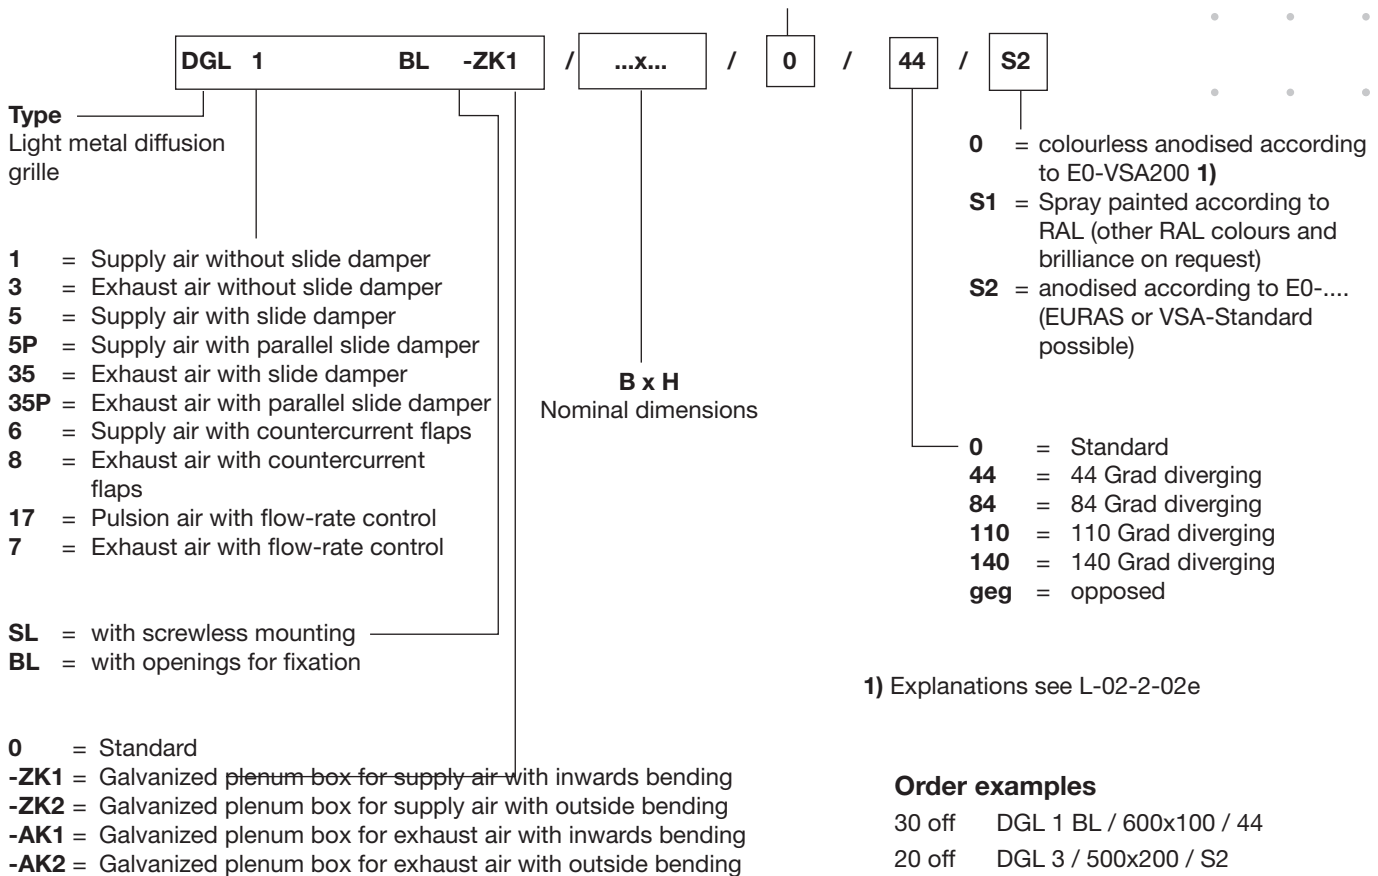 DGL 1 BL -ZK1 / ...x... / 0 / 44 / S2
Type
Light metal diffusion
grille
1 = Supply air without slide damper
3 = Exhaust air without slide damper
5 = Supply air with slide damper
5P = Supply air with parallel slide damper
35 = Exhaust air with slide damper
35P = Exhaust air with parallel slide damper
6 = Supply air with countercurrent flaps
8 = Exhaust air with countercurrent
flaps
17 = Pulsion air with flow-rate control
7 = Exhaust air with flow-rate control
SL = with screwless mounting
BL = with openings for fixation
0 = Standard
-ZK1 = Galvanized plenum box for supply air with inwards bending
-ZK2 = Galvanized plenum box for supply air with outside bending
-AK1 = Galvanized plenum box for exhaust air with inwards bending
-AK2 = Galvanized plenum box for exhaust air with outside bending
B x H
Nominal dimensions
0 = colourless anodised according
to E0-VSA200 1)
S1 = Spray painted according to
RAL (other RAL colours and
brilliance on request)
S2 = anodised according to E0-....
(EURAS or VSA-Standard
possible)
0 = Standard
44 = 44 Grad diverging
84 = 84 Grad diverging
110 = 110 Grad diverging
140 = 140 Grad diverging
geg = opposed
1) Explanations see L-02-2-02e
Order examples
30 off DGL 1 BL / 600x100 / 44
20 off DGL 3 / 500x200 / S2